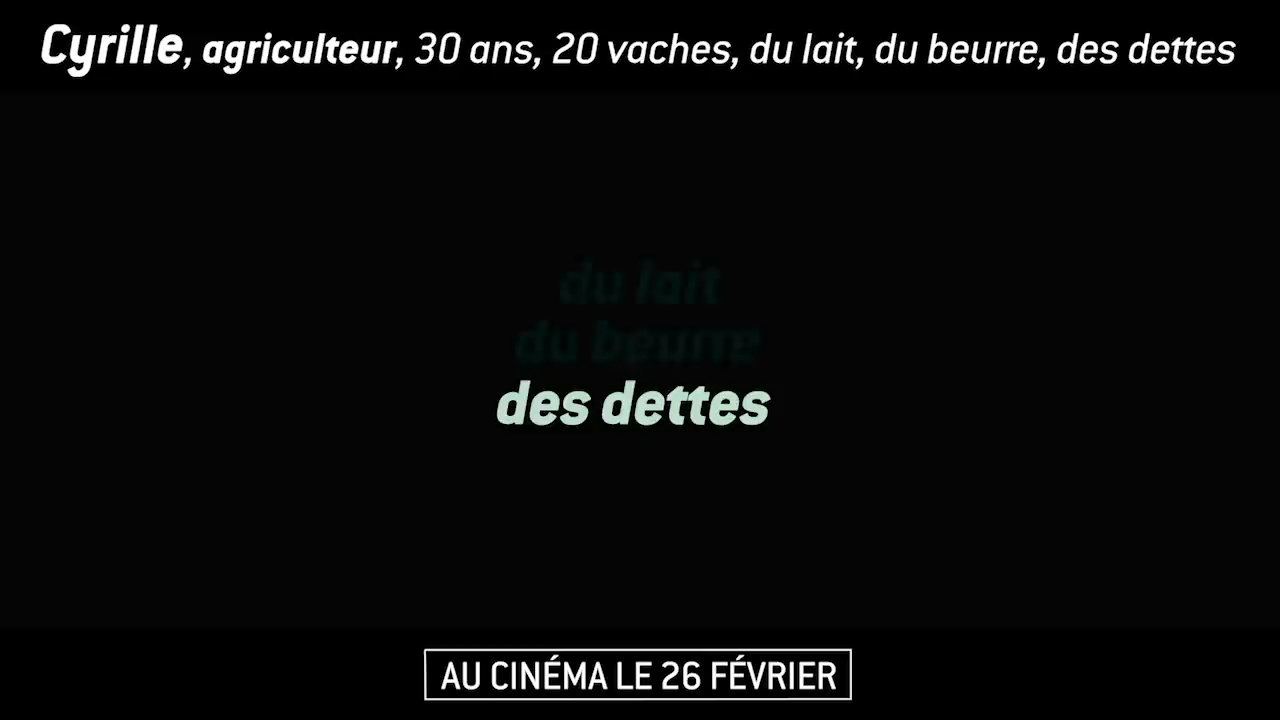 Cyrille, agriculteur, 30 ans, 20 vaches, du lait, du beurre, des dettes
du lait
du beurre
des dettes
AU CINÉMA LE 26 FÉVRIER